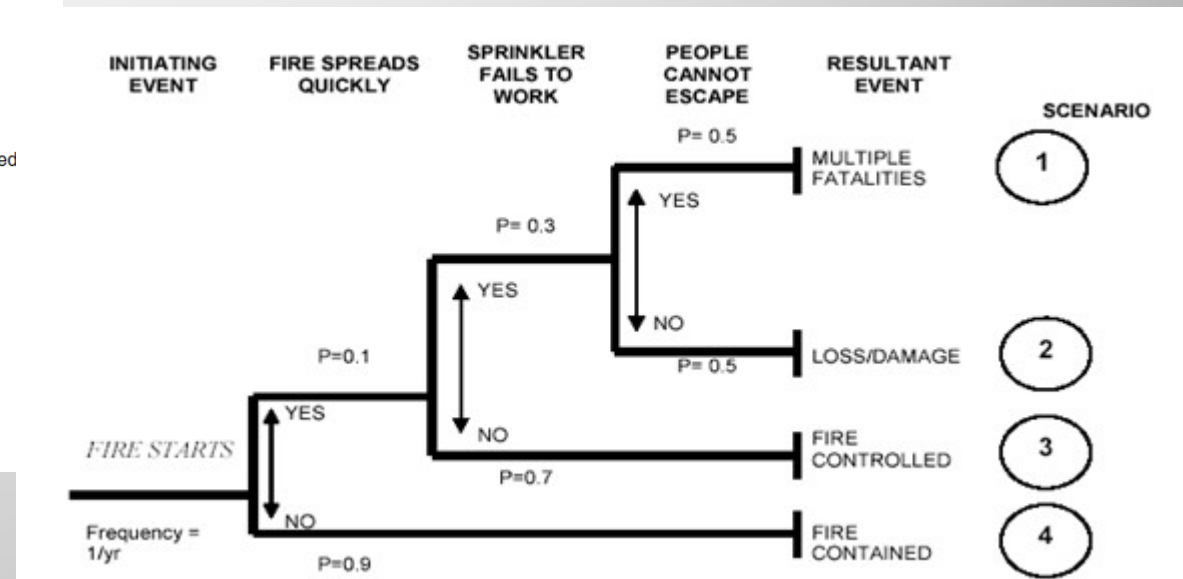 INITIATING
EVENT
FIRE SPREADS
QUICKLY
SPRINKLER
FAILS TO
WORK
PEOPLE
CANNOT
ESCAPE
RESULTANT
EVENT
SCENARIO
ed
P= 0.5
MULTIPLE
FATALITIES
1
YES
P= 0.3
YES
NO
LOSS/DAMAGE
2
P= 0.5
P=0.1
YES
NO
FIRE
CONTROLLED
3
FIRE STARTS
P=0.7
NO
Frequency =
1/yr
FIRE
CONTAINED
4
P=0.9